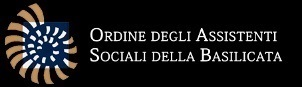 Ordine degli Assistenti
Sociali della Basilicata